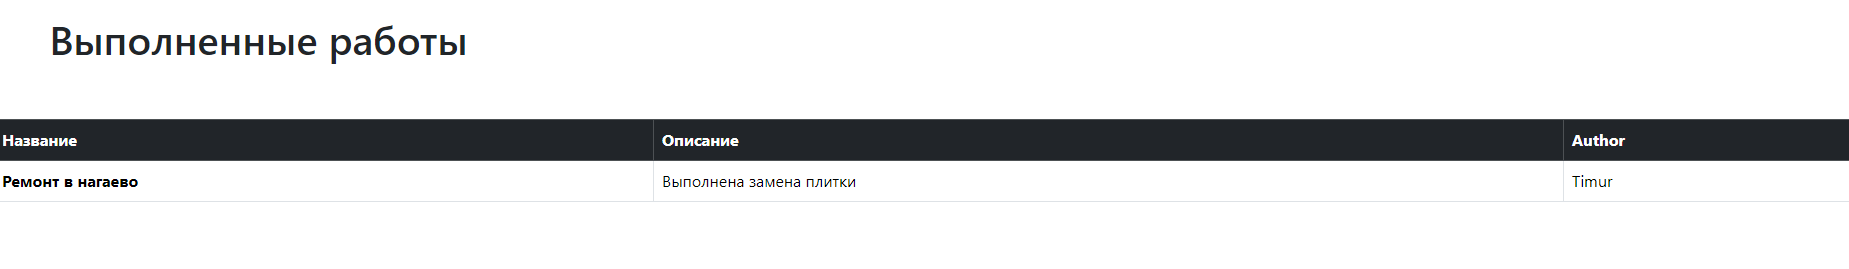 Выполненные работы
Название Описание Author
Ремонт в нагаево Выполнена замена плитки Timur